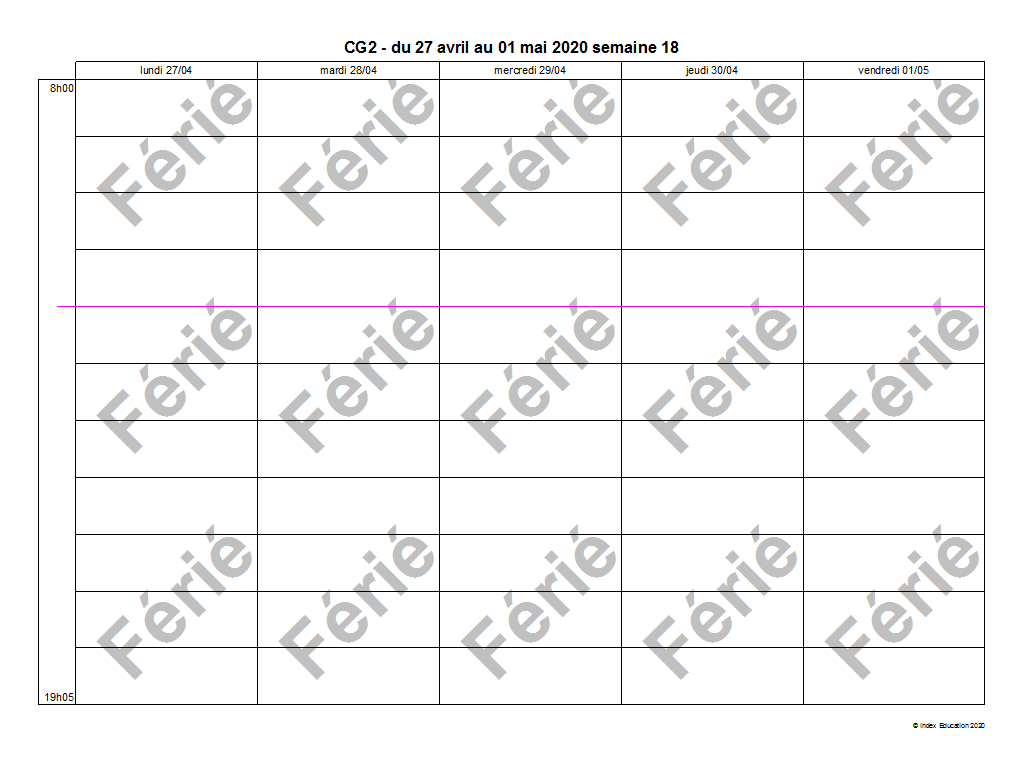 CG2 - du 27 avril au 01 mai 2020 semaine 18
lundi 27/04 mardi 28/04 mercredi 29/04 jeudi 30/04 vendredi 01/05
8h00
Férié Férié Férié Férié Férié
Férié Férié Férié Férié Férié
Férié Férié Férié Férié Férié
19h05
© Index Education 2020